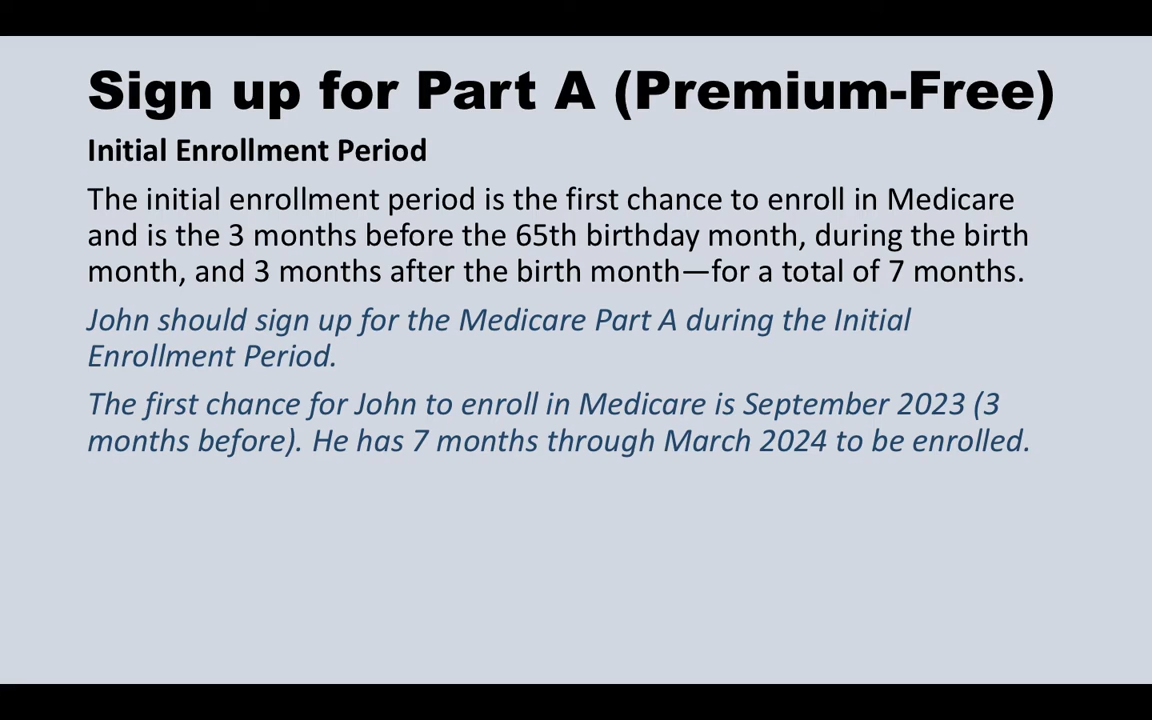 Sign up for Part A (Premium-Free)
Initial Enrollment Period
The initial enrollment period is the first chance to enroll in Medicare
and is the 3 months before the 65th birthday month, during the birth
month, and 3 months after the birth month—for a total of 7 months.
John should sign up for the Medicare Part A during the Initial
Enrollment Period.
The first chance for John to enroll in Medicare is September 2023 (3
months before). He has 7 months through March 2024 to be enrolled.